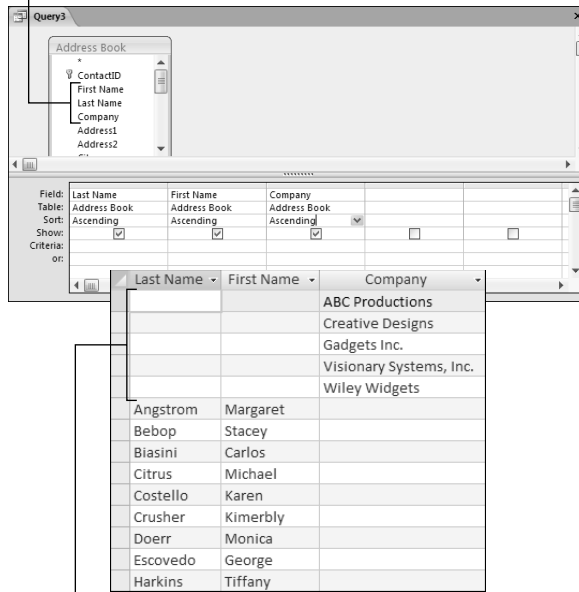 Query3
Address Book
*
ContactID
First Name
Last Name
Company
Address1
Address2
Field: Last Name First Name Company
Table: Address Book Address Book Address Book
Sort: Ascending Ascending Ascending
Show:
Criteria:
or:
Last Name First Name Company
ABC Productions
Creative Designs
Gadgets Inc.
Visionary Systems, Inc.
Wiley Widgets
Angstrom Margaret
Bebop Stacey
Biasini Carlos
Citrus Michael
Costello Karen
Crusher Kimerbly
Doerr Monica
Escovedo George
Harkins Tiffany